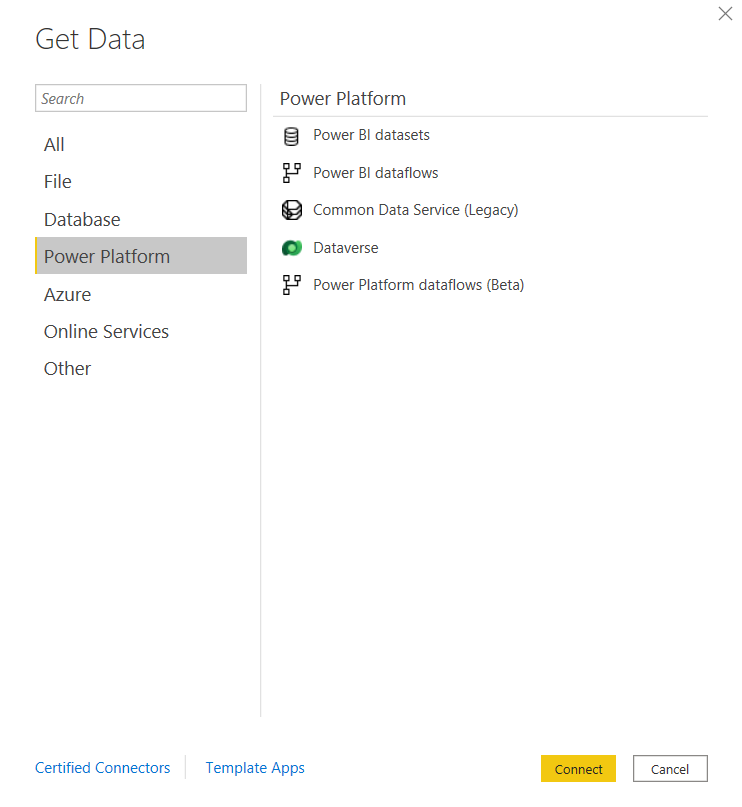 Get Data
Search
All
File
Database
Power Platform
Azure
Online Services
Other
Power Platform
Power BI datasets
Power BI dataflows
Common Data Service (Legacy)
Dataverse
Power Platform dataflows (Beta)
Certified Connectors
Template Apps
Connect
Cancel